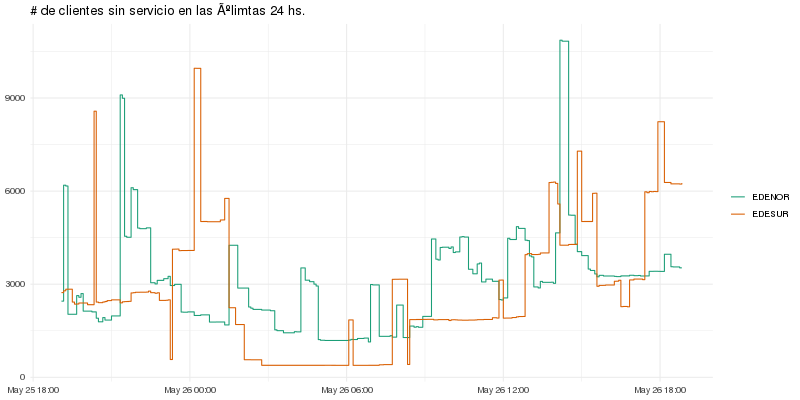 # de clientes sin servicio en las Ãºlimtas 24 hs.
9000
6000
3000
0
May 25 18:00 May 26 00:00 May 26 06:00 May 26 12:00 May 26 18:00
EDENOR
EDESUR